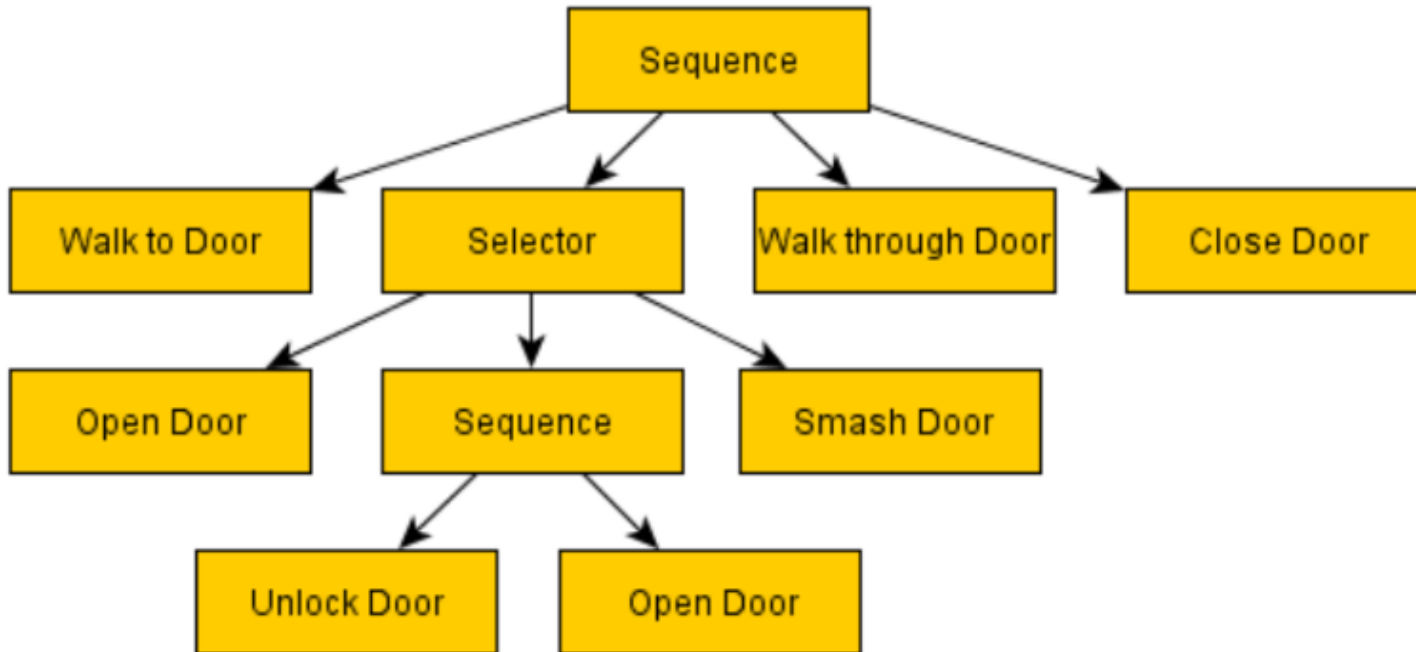 Sequence
Walk to Door
Selector
Walk through Door
Close Door
Open Door
Sequence
Smash Door
Unlock Door
Open Door